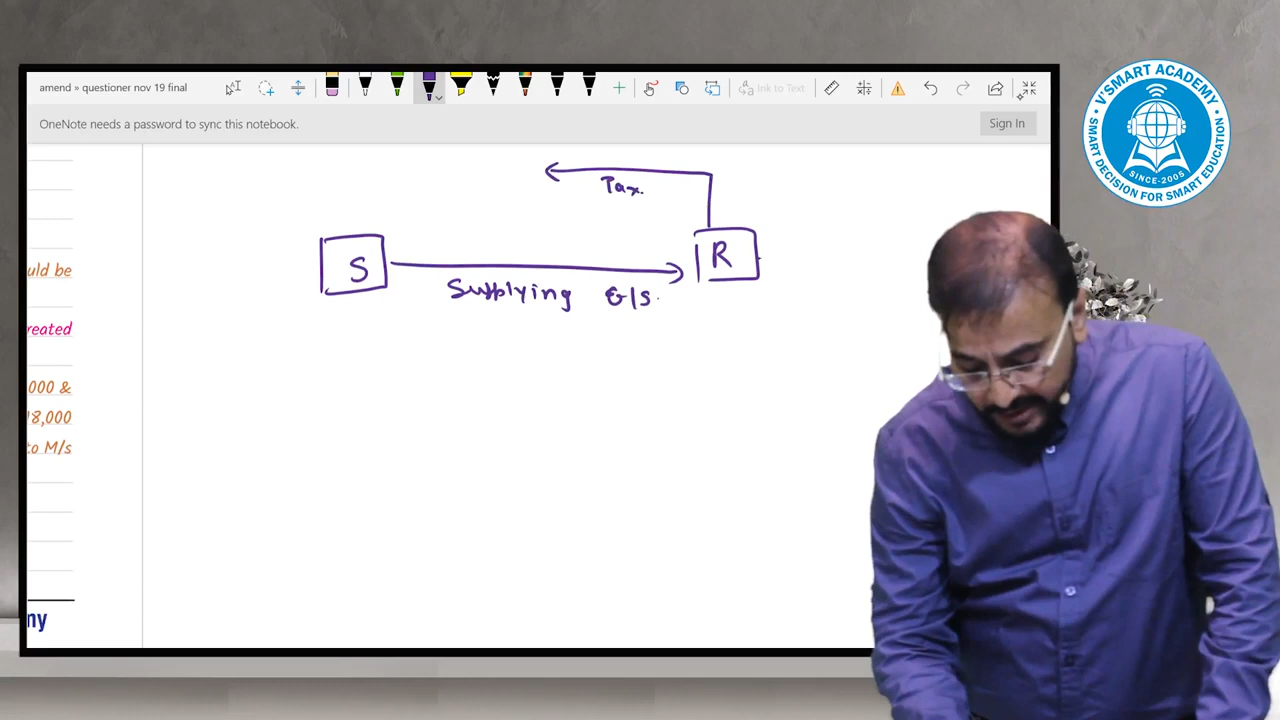 amend » questioner nov 19 final
Ink to Text
OneNote needs a password to sync this notebook.
Sign In
Tax.
S
R
Supplying G/s.
uld be
reated
000 &
18,000
to M/s
ny
V'SMART ACADEMY
SINCE-2005
SMART DECISION FOR SMART EDUCATION